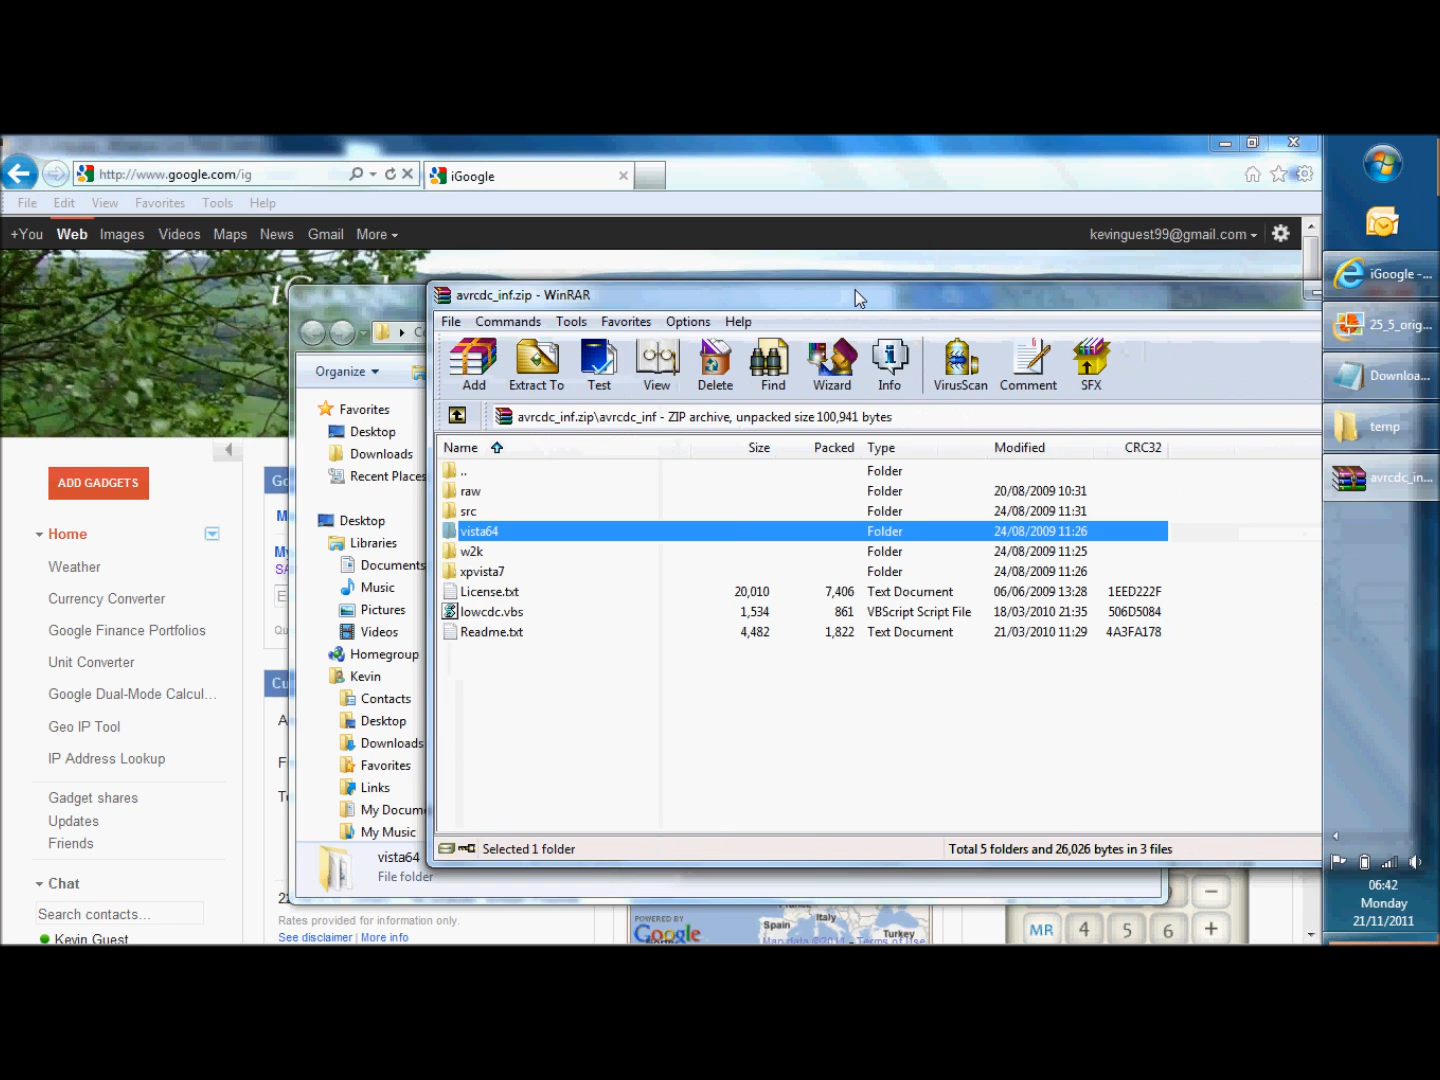 http://www.google.com/ig
iGoogle
File Edit View Favorites Tools Help
+You Web Images Videos Maps News Gmail More
kevinguest99@gmail.com
iGoogle -...
25_5_orig...
Downloa...
temp
avrcdc_in...
avrcdc_inf.zip - WinRAR
File Commands Tools Favorites Options Help
Add Extract To Test View Delete Find Wizard Info VirusScan Comment SFX
avrcdc_inf.zip\avrcdc_inf - ZIP archive, unpacked size 100,941 bytes
Name Size Packed Type Modified CRC32
.. Folder
raw Folder 20/08/2009 10:31
src Folder 24/08/2009 11:31
vista64 Folder 24/08/2009 11:26
w2k Folder 24/08/2009 11:25
xpvista7 Folder 24/08/2009 11:26
License.txt 20,010 7,406 Text Document 06/06/2009 13:28 1EED222F
lowcdc.vbs 1,534 861 VBScript Script File 18/03/2010 21:35 506D5084
Readme.txt 4,482 1,822 Text Document 21/03/2010 11:29 4A3FA178
Selected 1 folder
Total 5 folders and 26,026 bytes in 3 files
Organize
Favorites
Desktop
Downloads
Recent Places
Desktop
Libraries
Documents
Music
Pictures
Videos
Homegroup
Kevin
Contacts
Desktop
Downloads
Favorites
Links
My Docum
My Music
vista64
File folder
ADD GADGETS
Home
Weather
Currency Converter
Google Finance Portfolios
Unit Converter
Google Dual-Mode Calcul...
Geo IP Tool
IP Address Lookup
Gadget shares
Updates
Friends
Chat
Search contacts...
Kevin Guest
Rates provided for information only.
See disclaimer | More info
POWERED BY
Google
Spain
Italy
Turkey
MR 4 5 6 +
−
06:42
Monday
21/11/2011